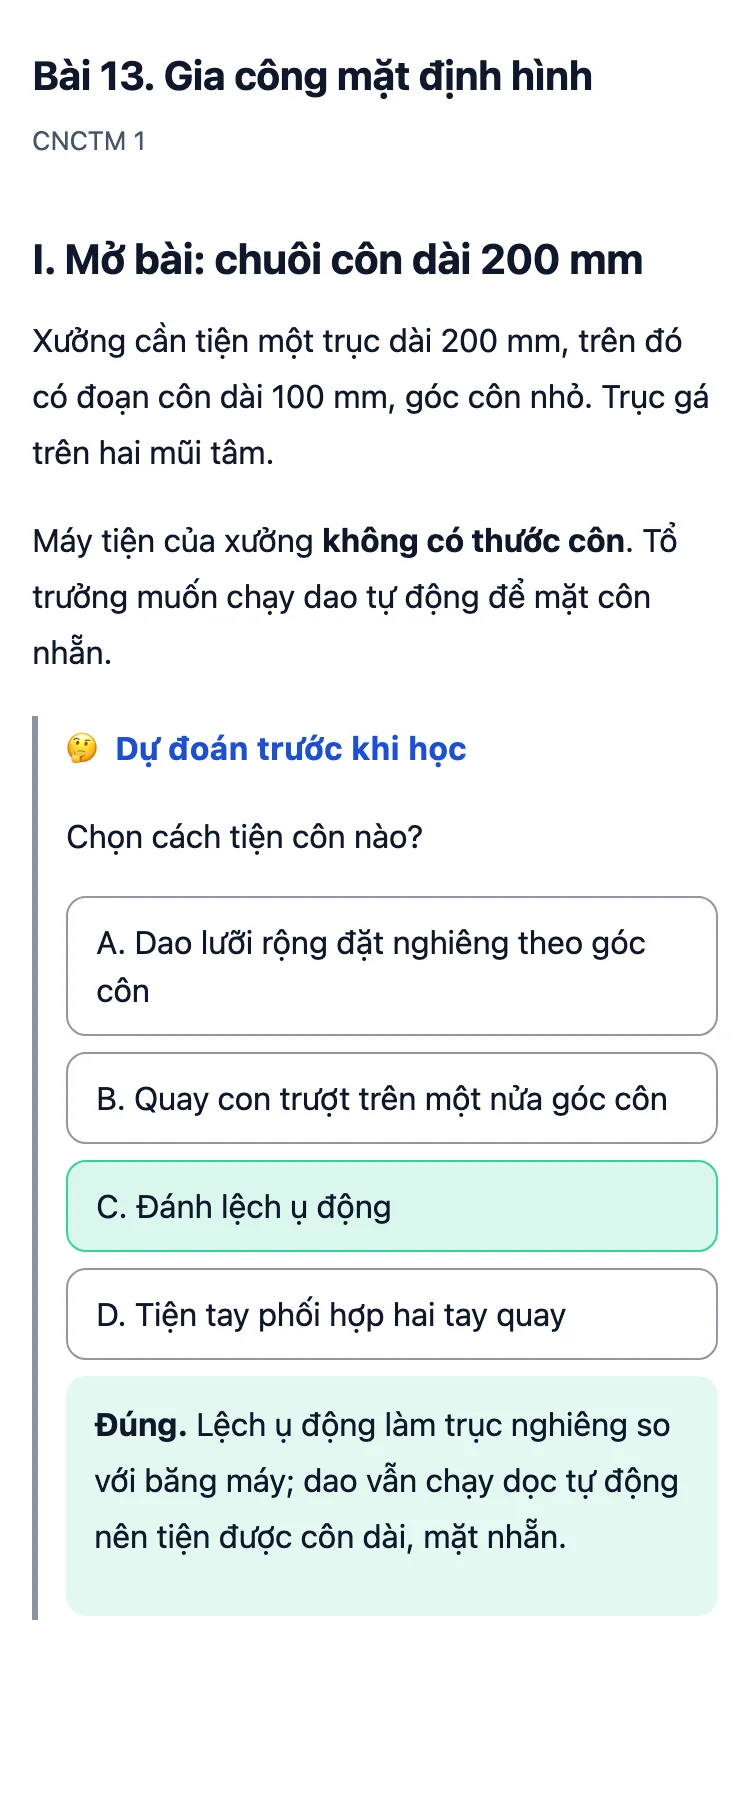 Bài 13. Gia công mặt định hình
CNCTM 1
I. Mở bài: chuôi côn dài 200 mm
Xưởng cần tiện một trục dài 200 mm, trên đó
có đoạn côn dài 100 mm, góc côn nhỏ. Trục gá
trên hai mũi tâm.
Máy tiện của xưởng không có thước côn. Tổ
trưởng muốn chạy dao tự động để mặt côn
nhẵn.
🤔 Dự đoán trước khi học
Chọn cách tiện côn nào?
A. Dao lưỡi rộng đặt nghiêng theo góc
côn
B. Quay con trượt trên một nửa góc côn
C. Đánh lệch ụ động
D. Tiện tay phối hợp hai tay quay
Đúng. Lệch ụ động làm trục nghiêng so
với băng máy; dao vẫn chạy dọc tự động
nên tiện được côn dài, mặt nhẵn.